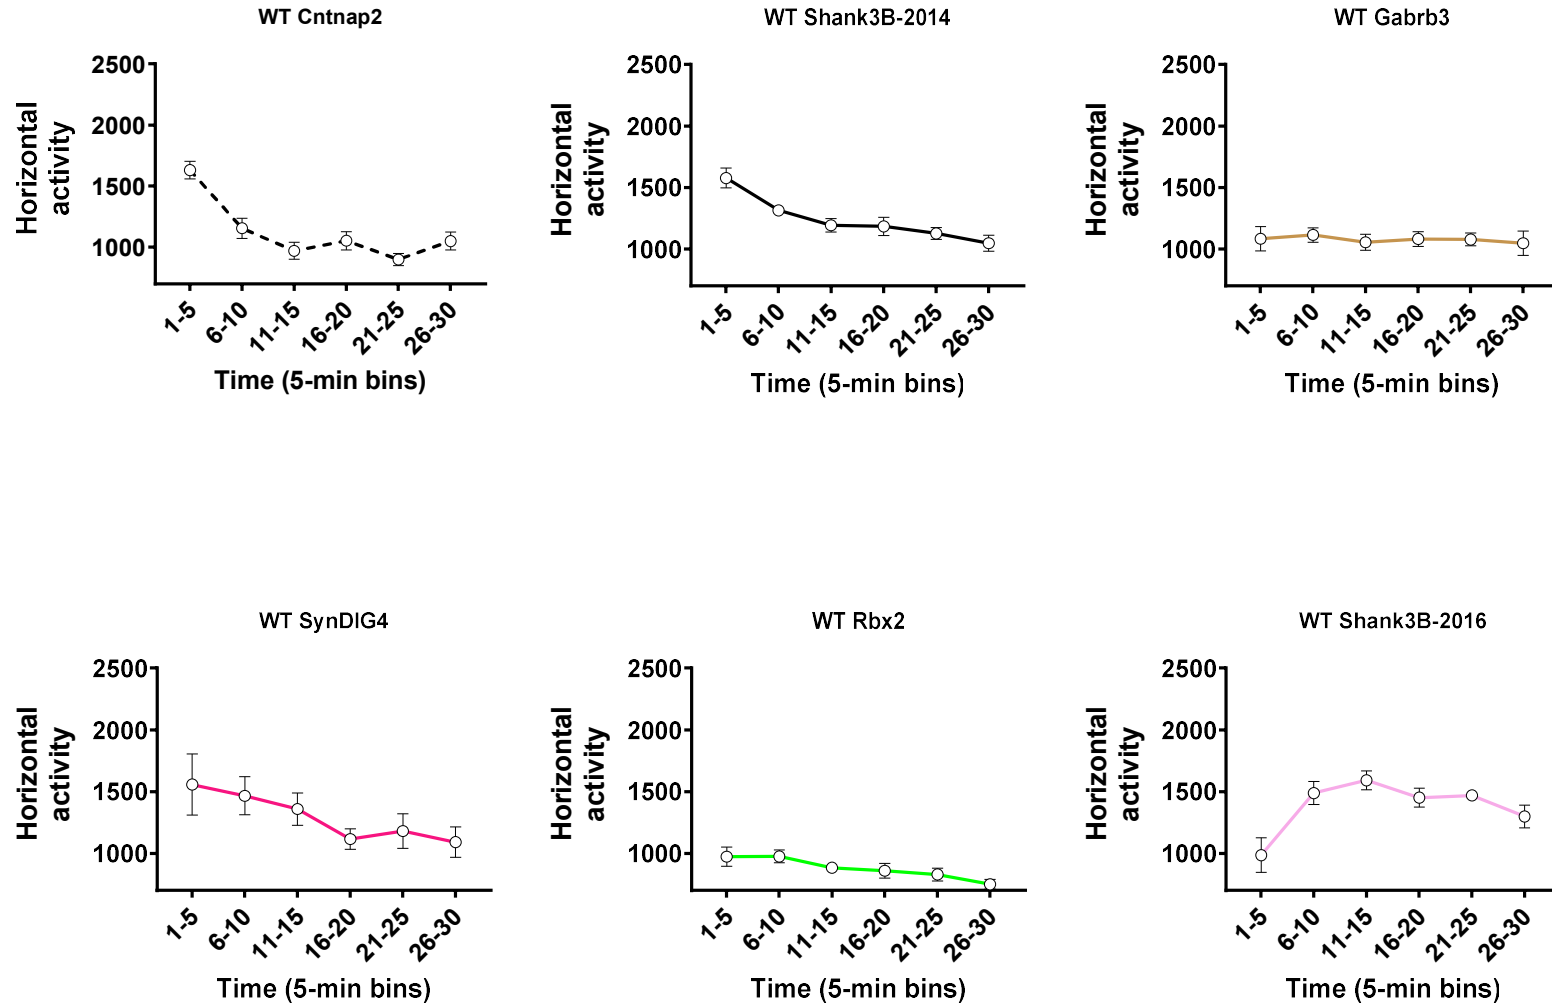 WT Cntnap2
2500
2000
1500
1000
Horizontal
activity
1-5
6-10
11-15
16-20
21-25
26-30
Time (5-min bins)
WT Shank3B-2014
2500
2000
1500
1000
Horizontal
activity
1-5
6-10
11-15
16-20
21-25
26-30
Time (5-min bins)
WT Gabrb3
2500
2000
1500
1000
Horizontal
activity
1-5
6-10
11-15
16-20
21-25
26-30
Time (5-min bins)
WT SynDIG4
2500
2000
1500
1000
Horizontal
activity
1-5
6-10
11-15
16-20
21-25
26-30
Time (5-min bins)
WT Rbx2
2500
2000
1500
1000
Horizontal
activity
1-5
6-10
11-15
16-20
21-25
26-30
Time (5-min bins)
WT Shank3B-2016
2500
2000
1500
1000
Horizontal
activity
1-5
6-10
11-15
16-20
21-25
26-30
Time (5-min bins)